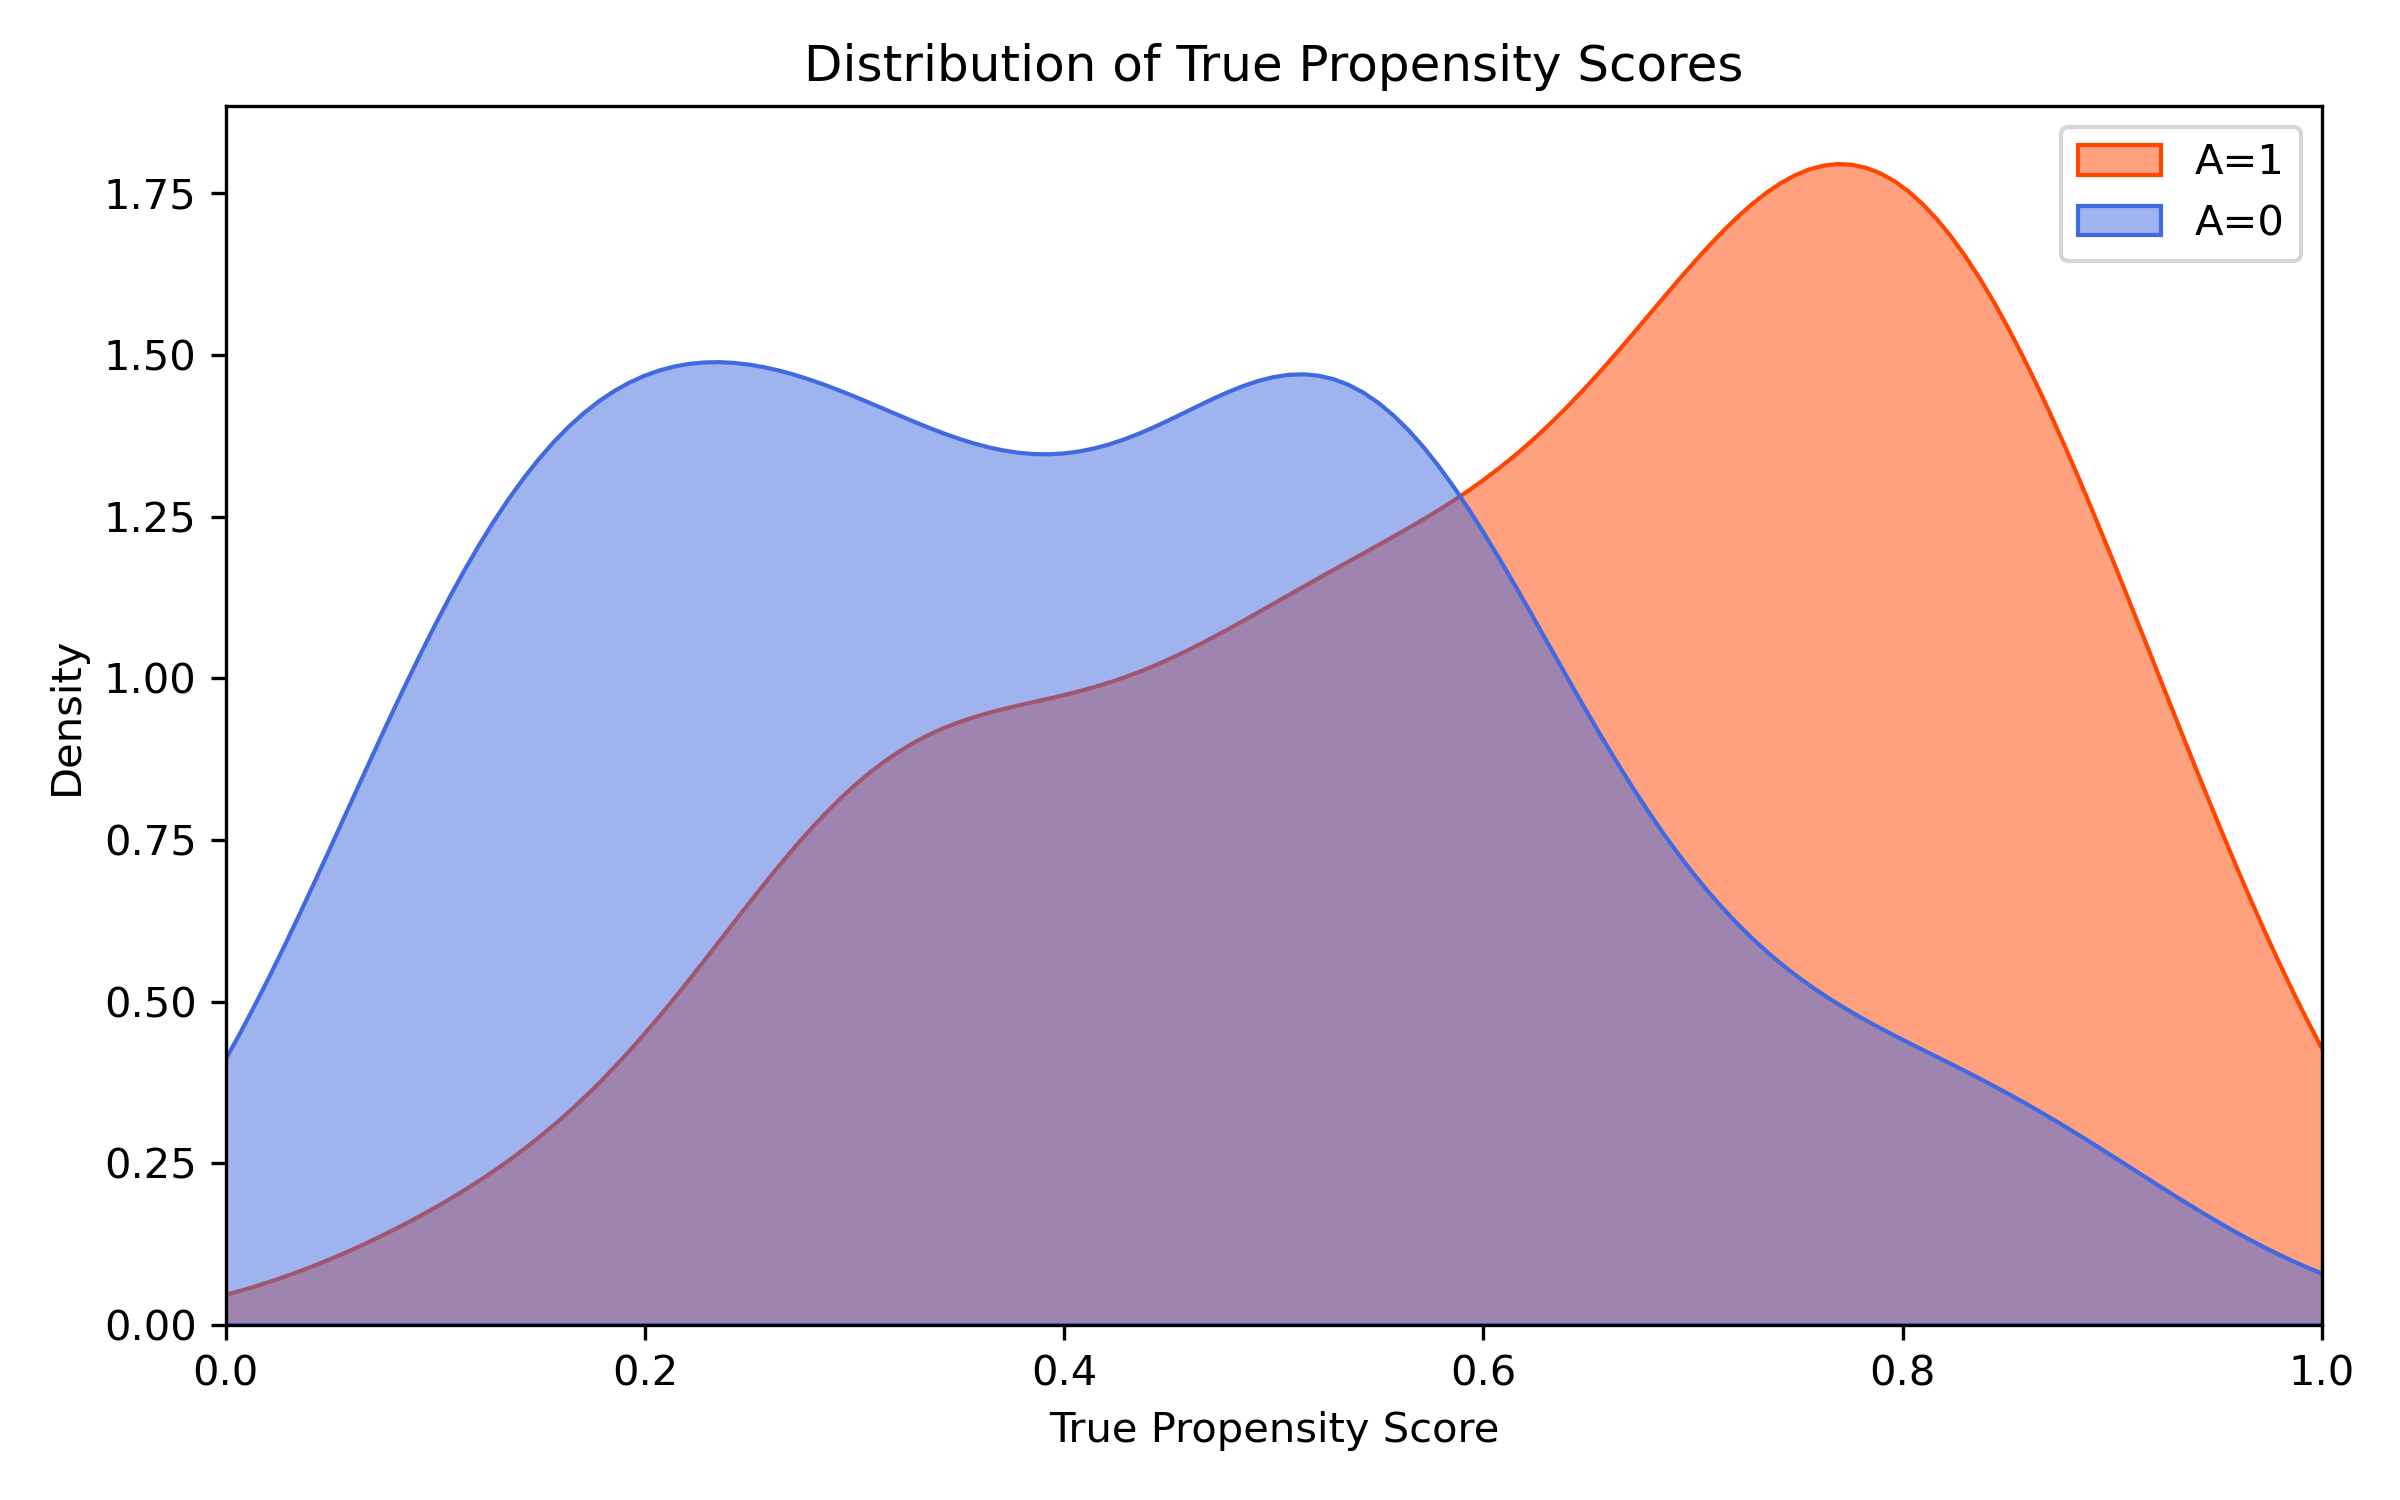 Distribution of True Propensity Scores
A=1
A=0
Density
1.75
1.50
1.25
1.00
0.75
0.50
0.25
0.00
0.0 0.2 0.4 0.6 0.8 1.0
True Propensity Score